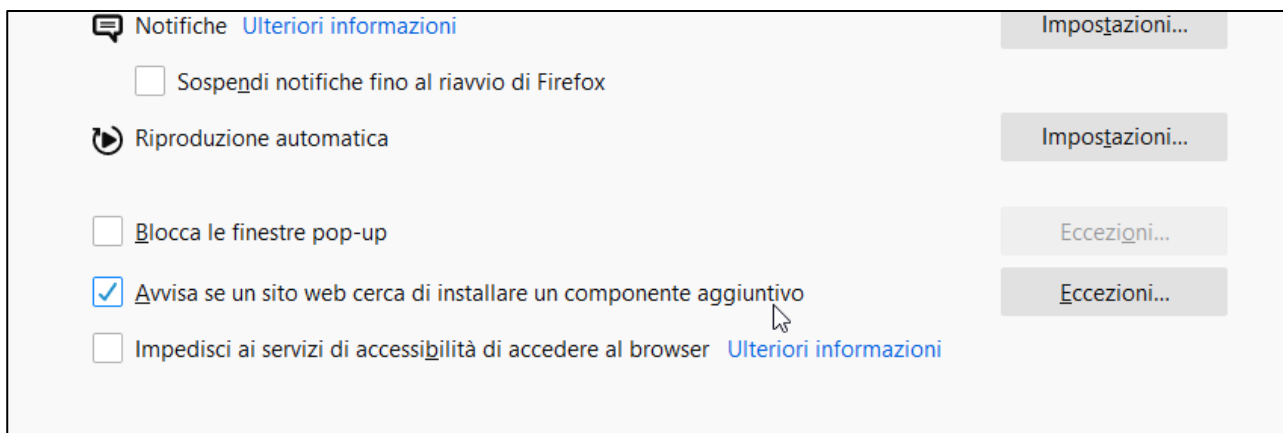 Notifiche Ulteriori informazioni Impostazioni...
Sospendi notifiche fino al riavvio di Firefox
Riproduzione automatica Impostazioni...
Blocca le finestre pop-up Eccezioni...
Avvisa se un sito web cerca di installare un componente aggiuntivo Eccezioni...
Impedisci ai servizi di accessibilità di accedere al browser Ulteriori informazioni